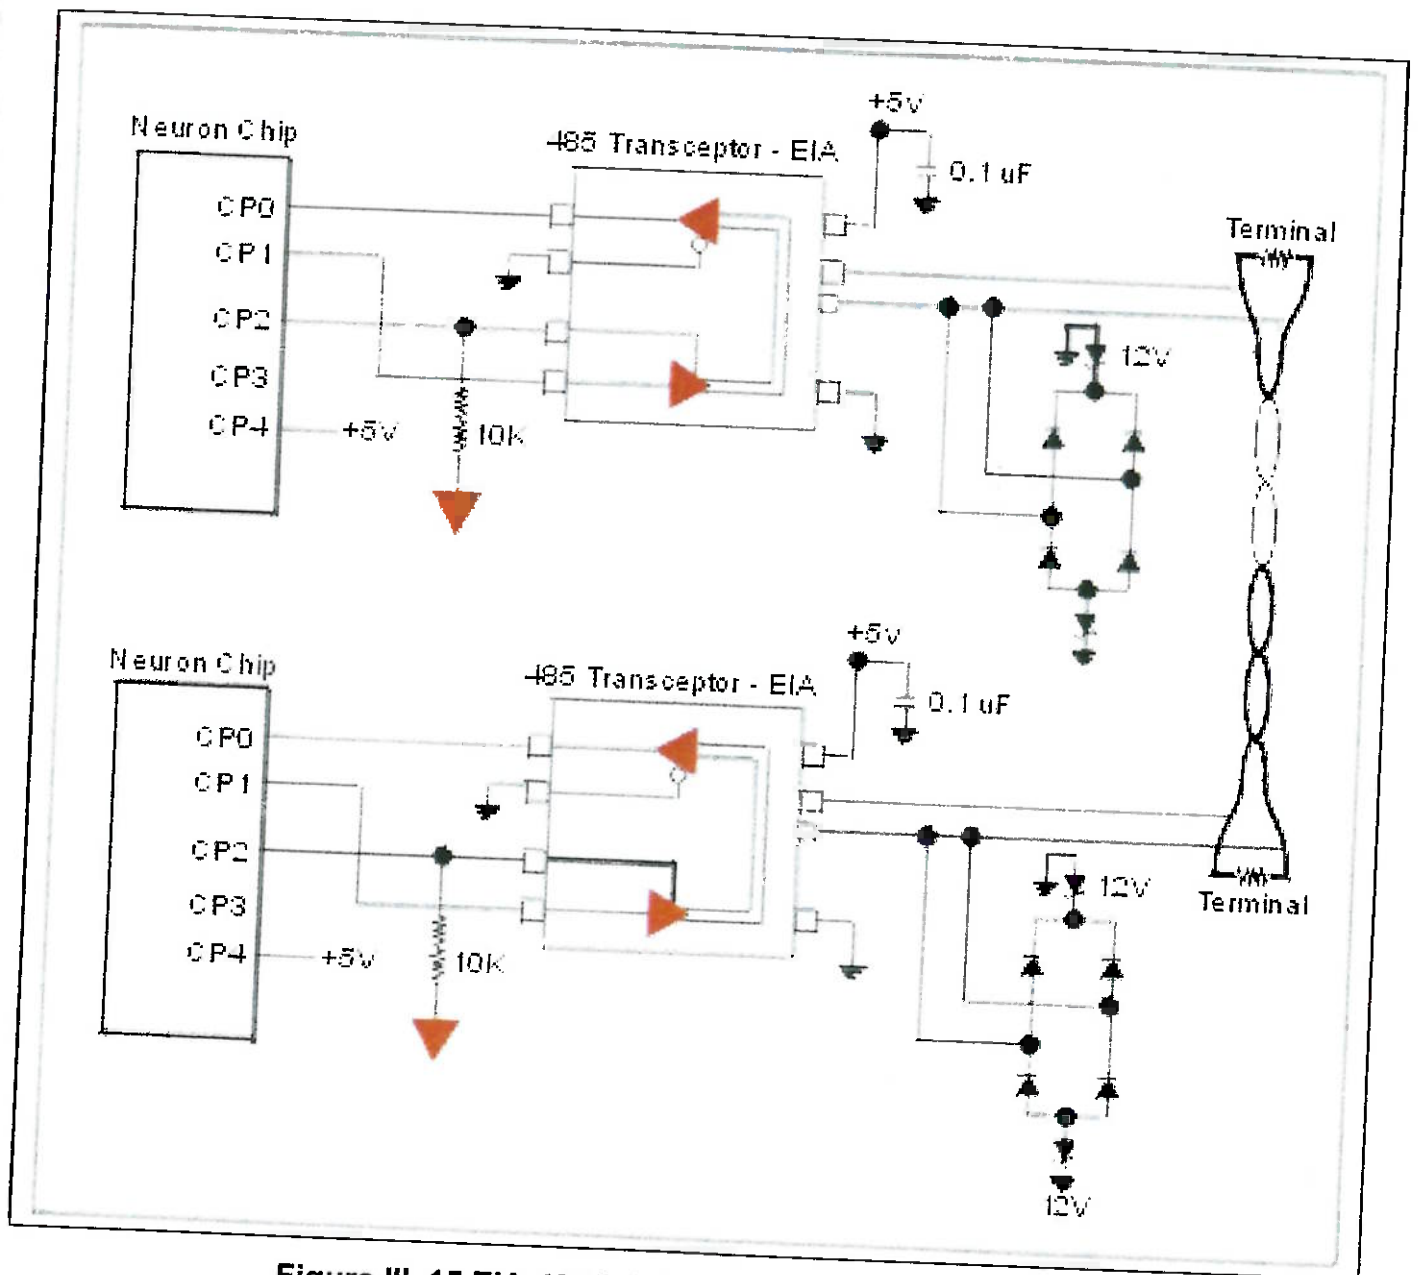 +5V
Neuron Chip
485 Transceptor - EIA
0.1 uF
CP0
Terminal
CP1
CP2
12V
CP3
CP4
+5V
10K
+5V
Neuron Chip
485 Transceptor - EIA
0.1 uF
CP0
CP1
CP2
12V
Terminal
CP3
CP4
+5V
10K
12V